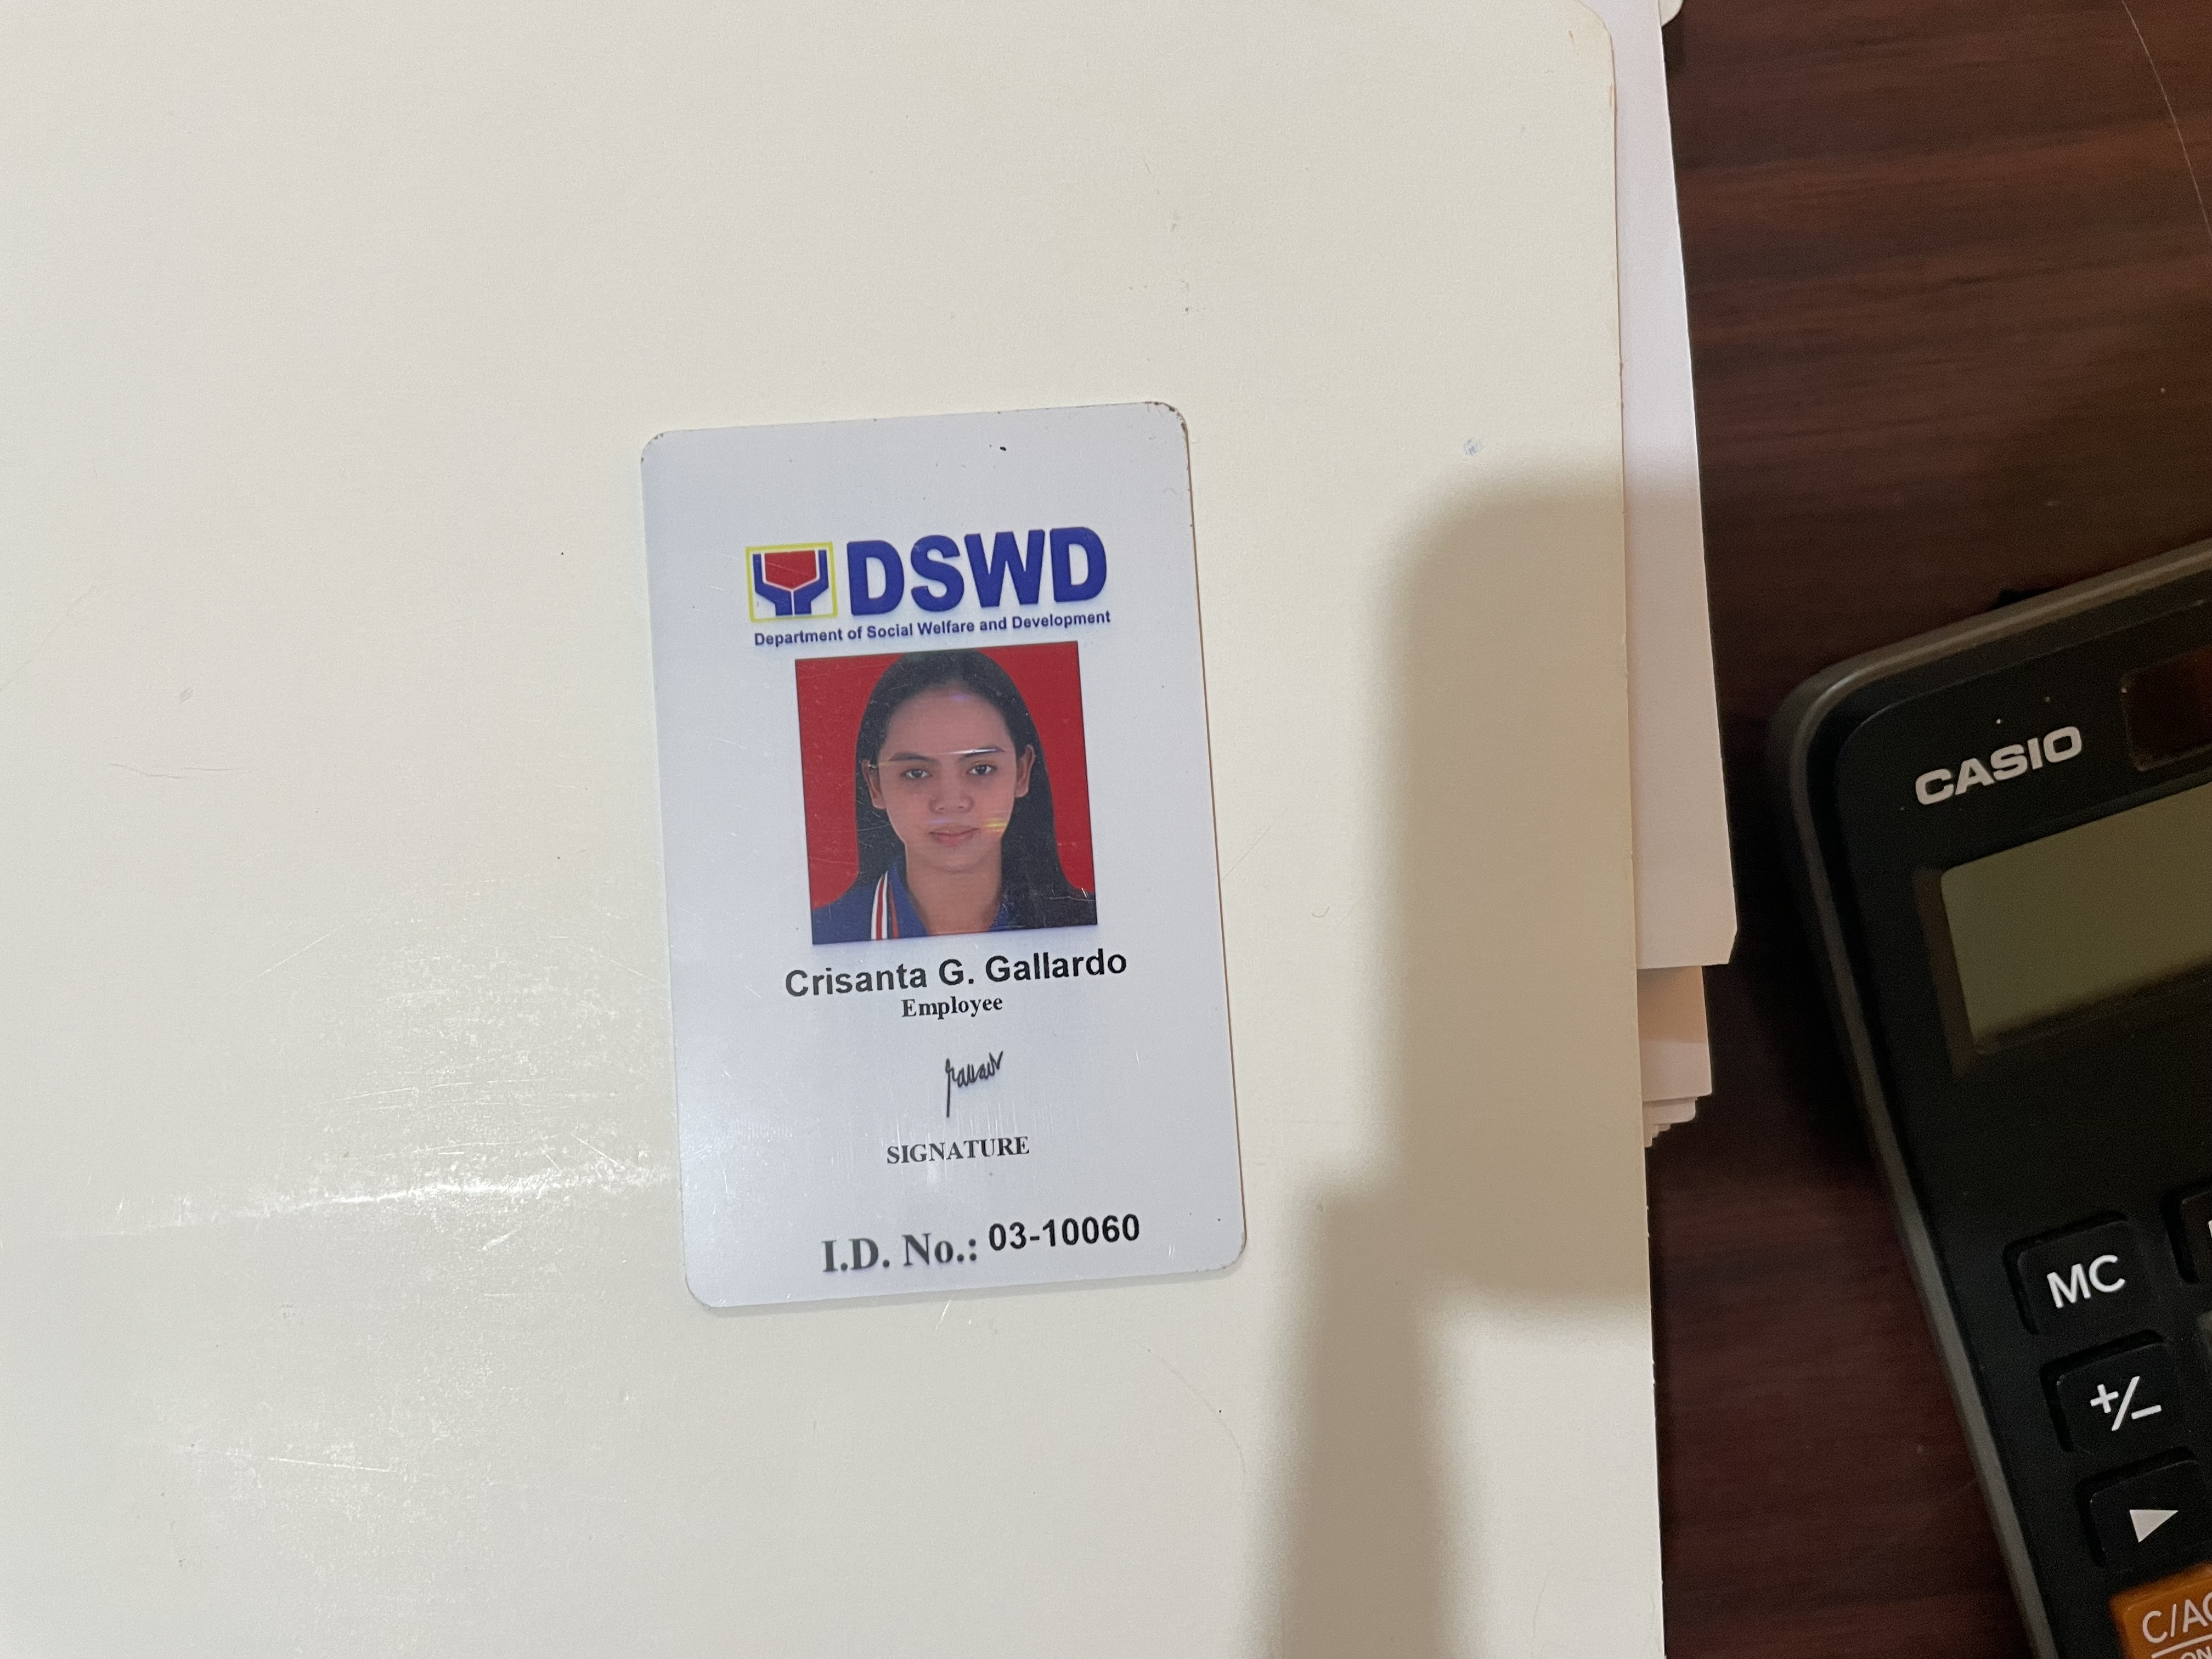 DSWD
Department of Social Welfare and Development
Crisanta G. Gallardo
Employee
SIGNATURE
I.D. No.: 03-10060
CASIO
MC
+/−
▶
C/AC